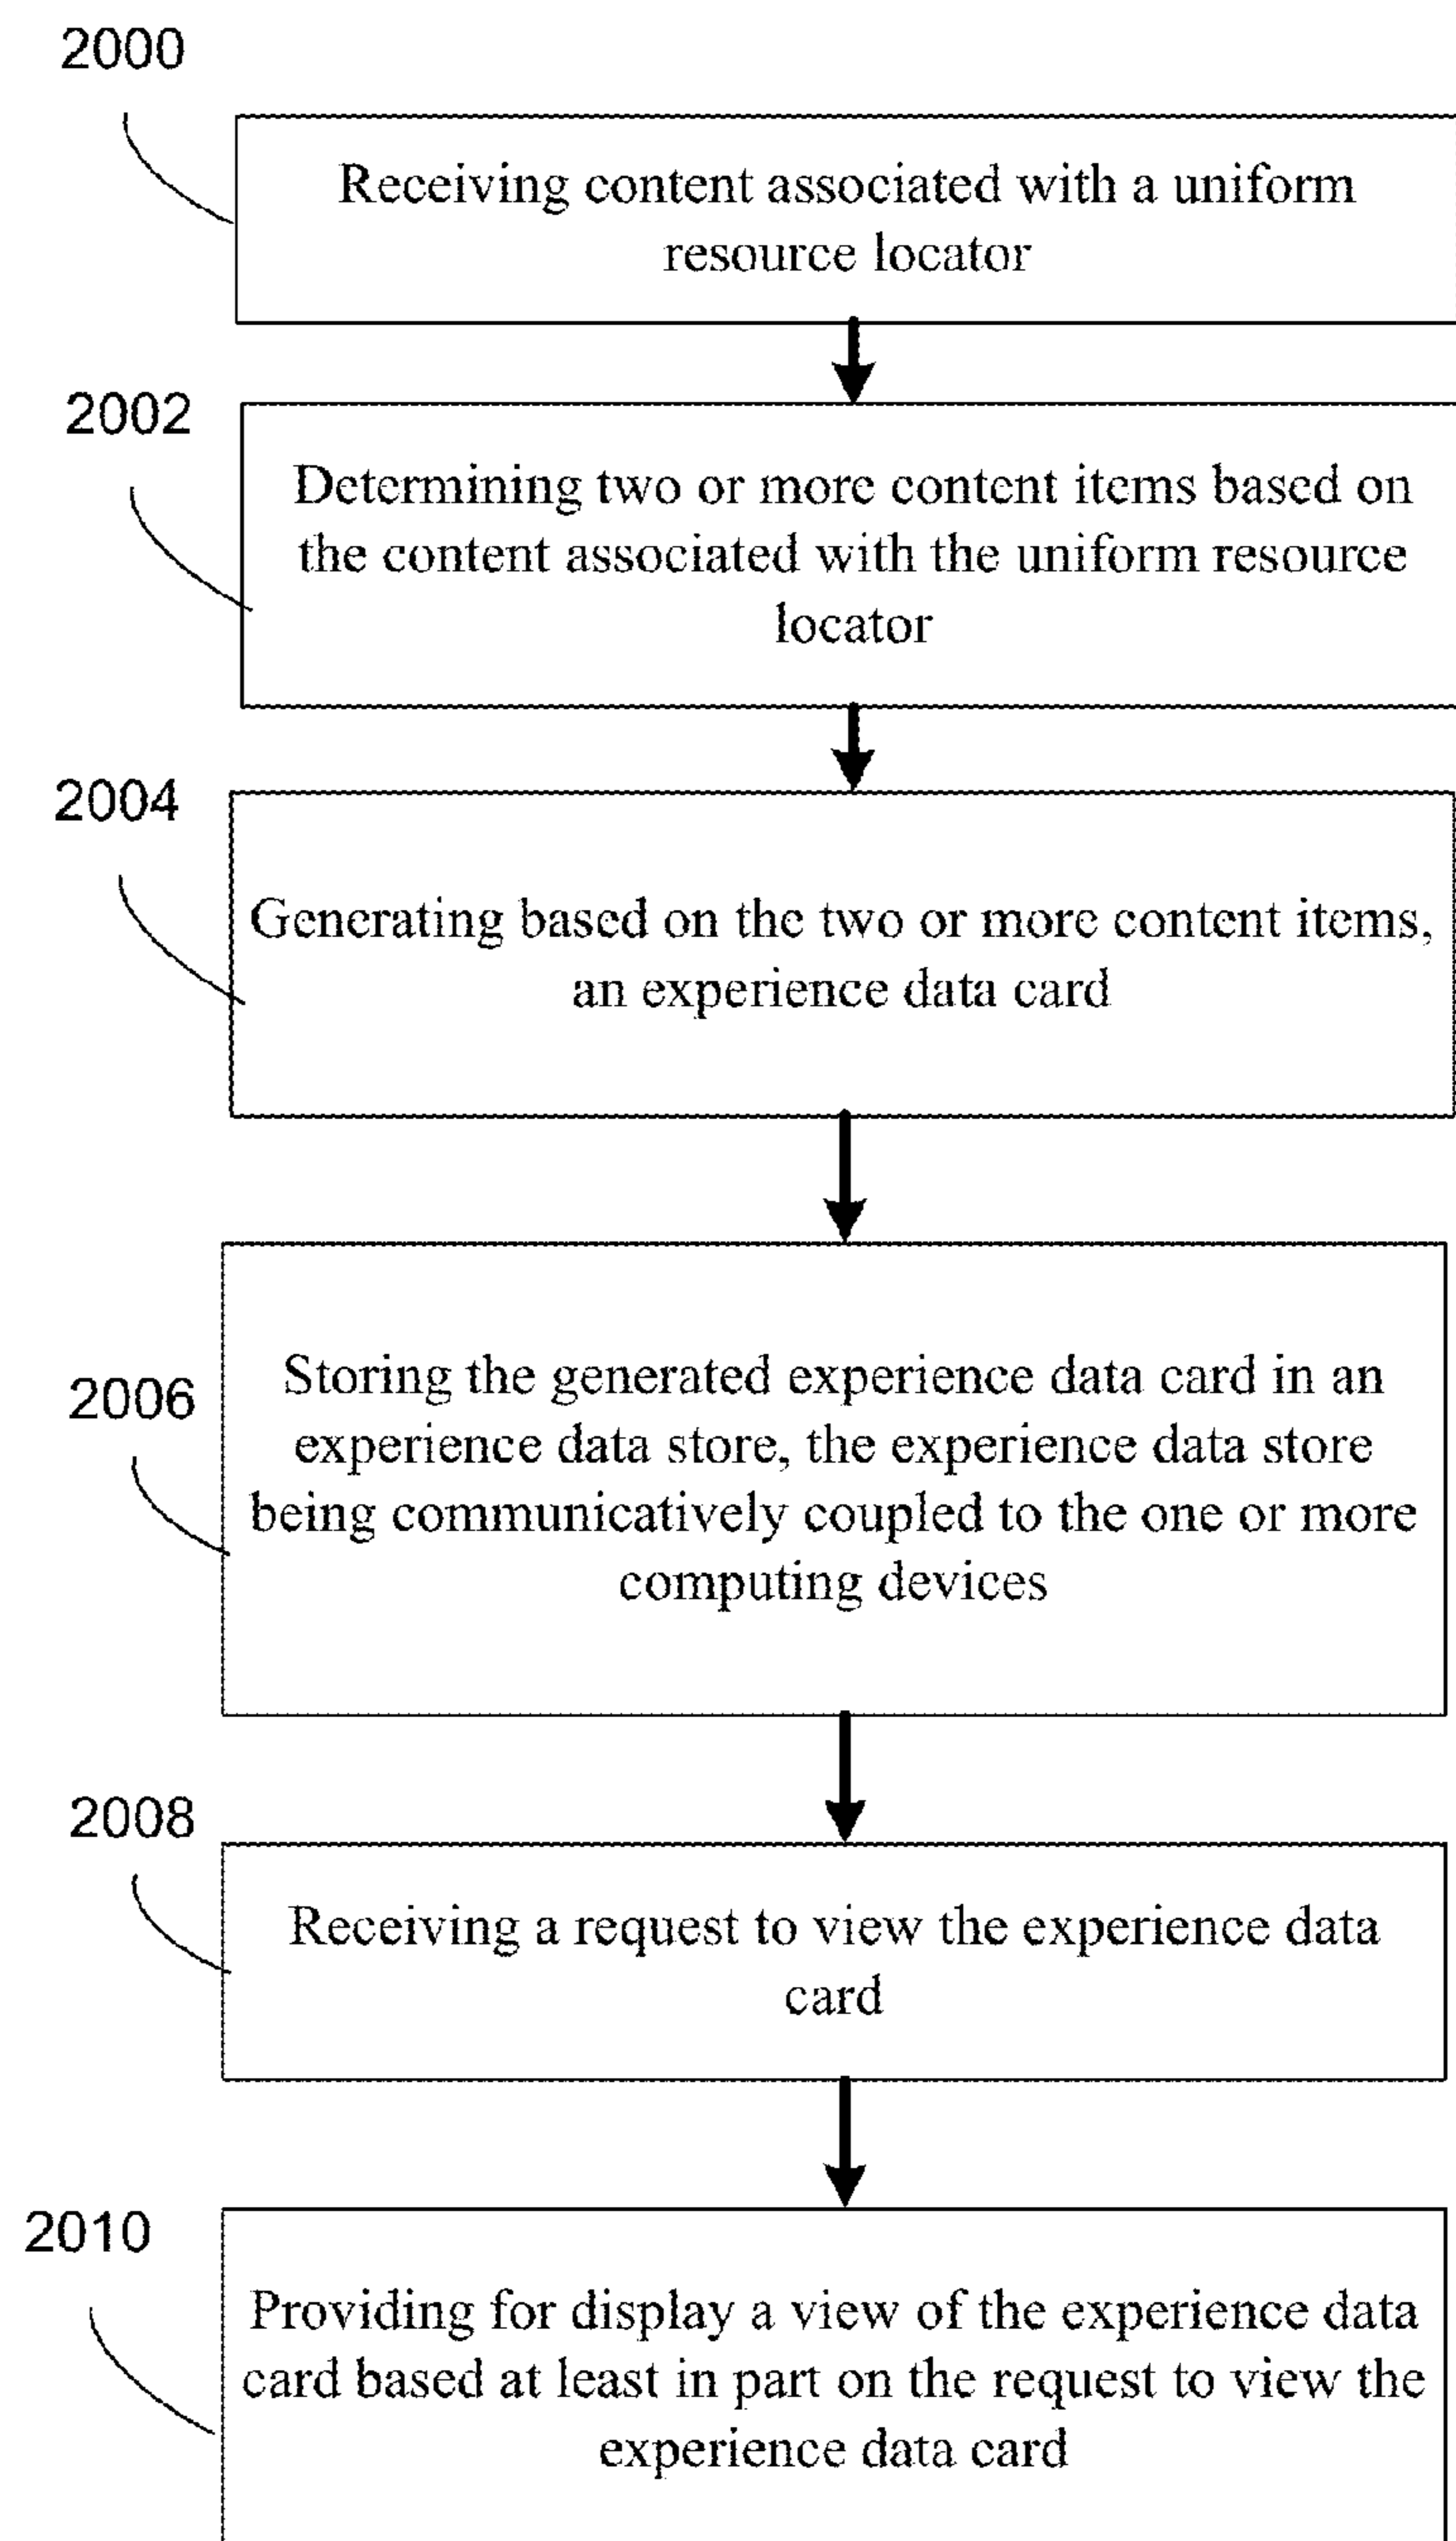 2000
Receiving content associated with a uniform
resource locator
2002
Determining two or more content items based on
the content associated with the uniform resource
locator
2004
Generating based on the two or more content items,
an experience data card
2006
Storing the generated experience data card in an
experience data store, the experience data store
being communicatively coupled to the one or more
computing devices
2008
Receiving a request to view the experience data
card
2010
Providing for display a view of the experience data
card based at least in part on the request to view the
experience data card